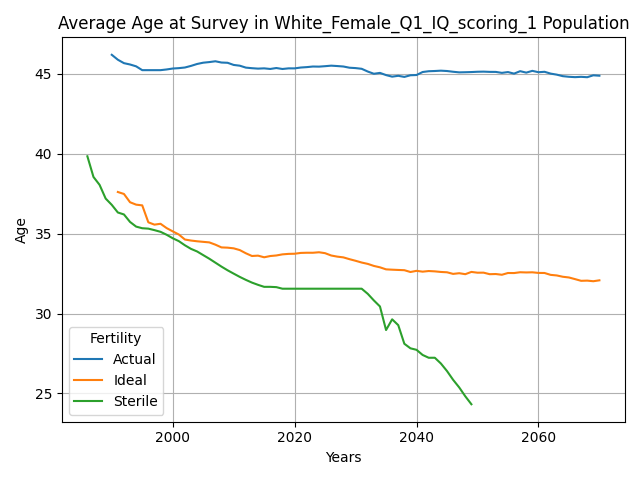 Average Age at Survey in White_Female_Q1_IQ_scoring_1 Population
45
40
35
30
25
Age
Fertility
Actual
Ideal
Sterile
2000 2020 2040 2060
Years